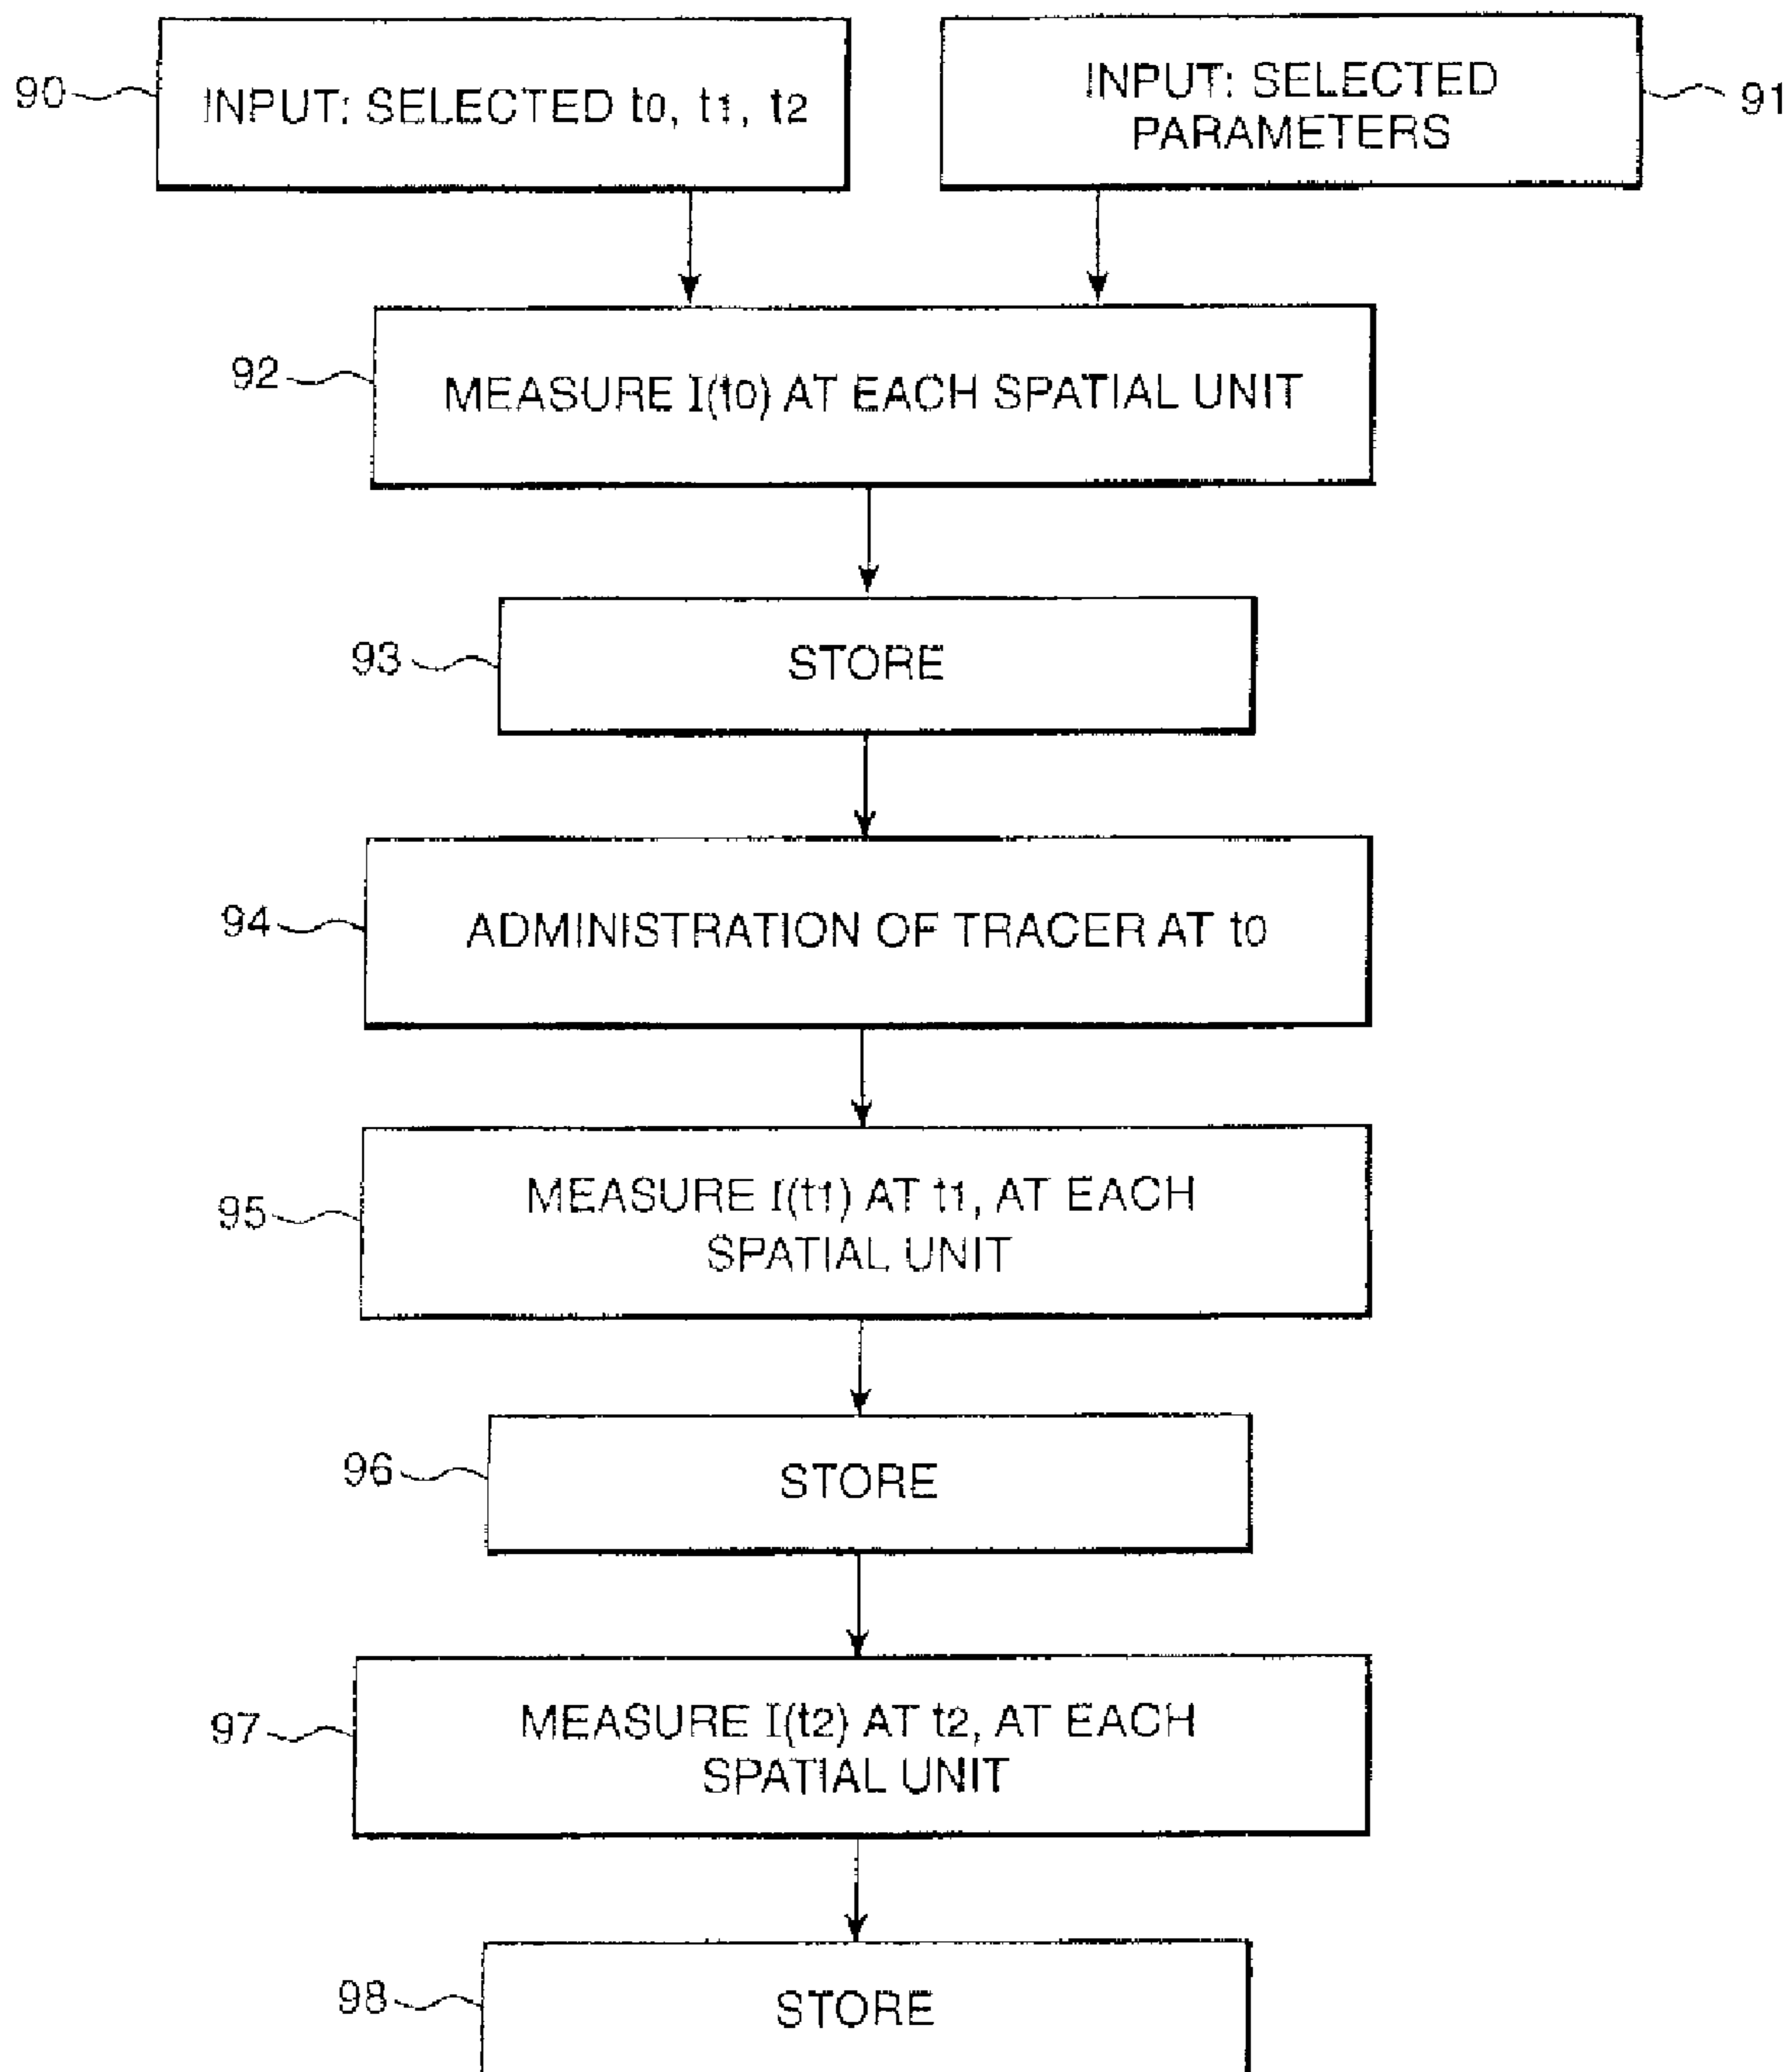 90
INPUT: SELECTED t0, t1, t2
INPUT: SELECTED
PARAMETERS
91
92
MEASURE I(t0) AT EACH SPATIAL UNIT
93
STORE
94
ADMINISTRATION OF TRACER AT t0
95
MEASURE I(t1) AT t1, AT EACH
SPATIAL UNIT
96
STORE
97
MEASURE I(t2) AT t2, AT EACH
SPATIAL UNIT
98
STORE